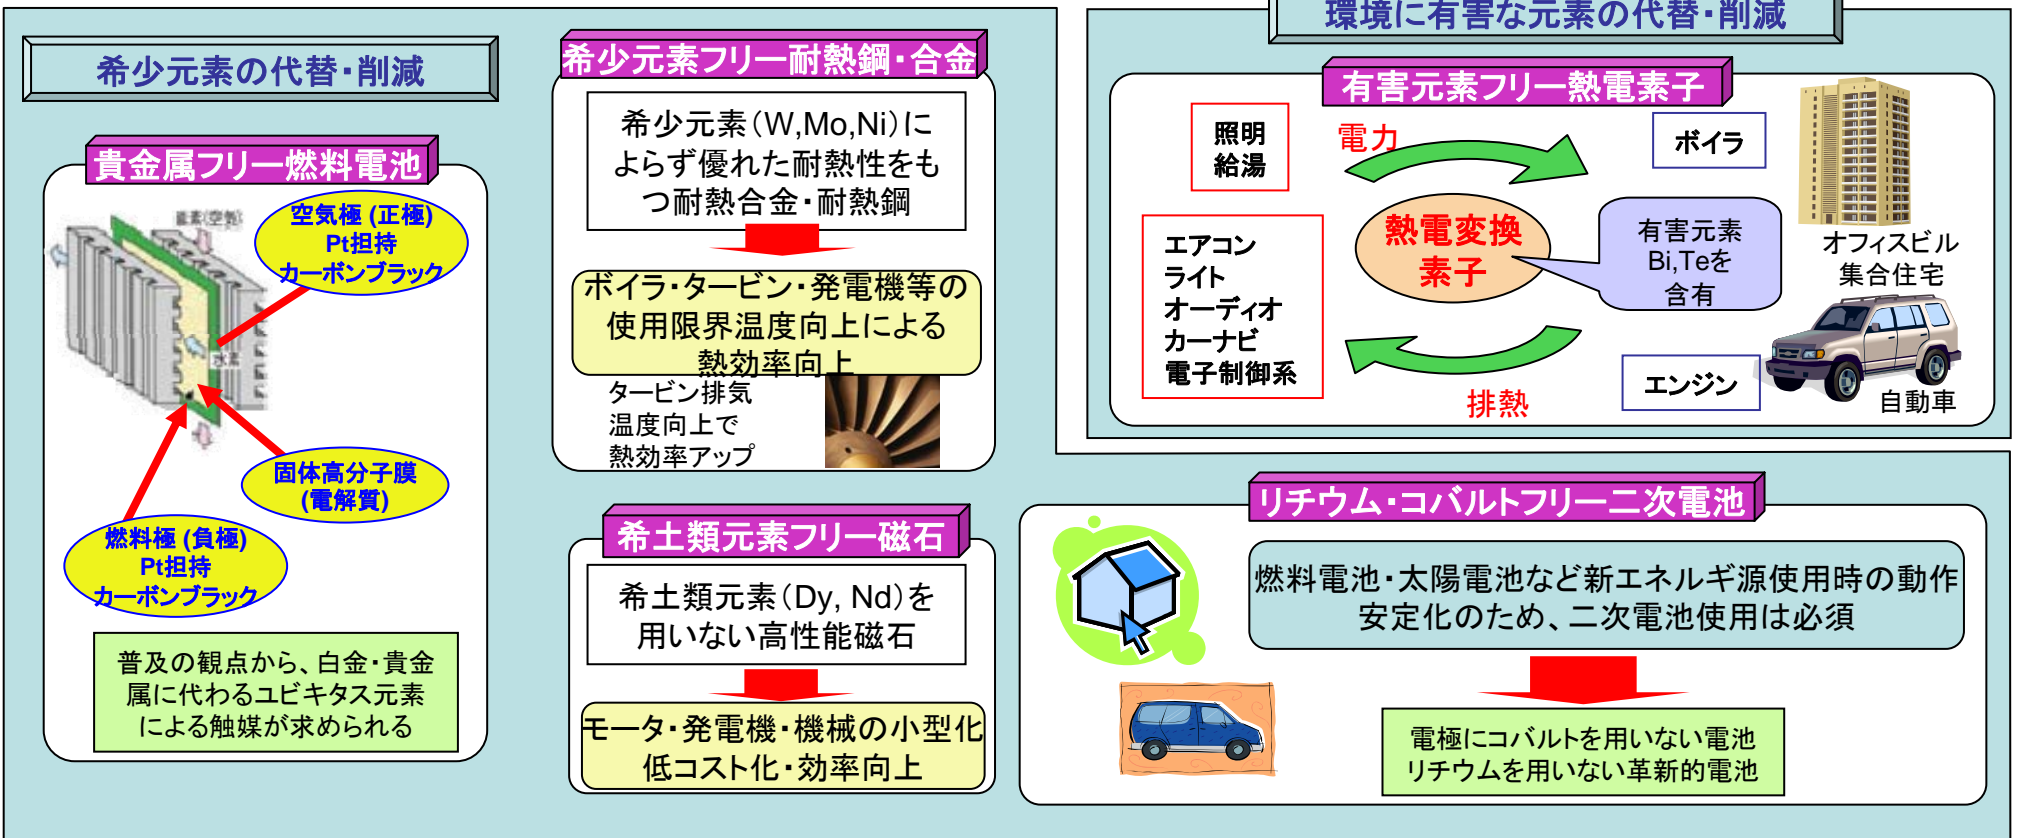 希少元素の代替・削減
貴金属フリー燃料電池
酸素(空気)
空気極 (正極)
Pt担持
カーボンブラック
水素
固体高分子膜
(電解質)
燃料極 (負極)
Pt担持
カーボンブラック
普及の観点から、白金・貴金
属に代わるユビキタス元素
による触媒が求められる
希少元素フリー耐熱鋼・合金
希少元素(W,Mo,Ni)に
よらず優れた耐熱性をも
つ耐熱合金・耐熱鋼
ボイラ・タービン・発電機等の
使用限界温度向上による
熱効率向上
タービン排気
温度向上で
熱効率アップ
希土類元素フリー磁石
希土類元素(Dy, Nd)を
用いない高性能磁石
モータ・発電機・機械の小型化
低コスト化・効率向上
環境に有害な元素の代替・削減
有害元素フリー熱電素子
照明
給湯
電力
ボイラ
エアコン
ライト
オーディオ
カーナビ
電子制御系
熱電変換
素子
有害元素
Bi,Teを
含有
オフィスビル
集合住宅
排熱
エンジン
自動車
リチウム・コバルトフリー二次電池
燃料電池・太陽電池など新エネルギ源使用時の動作
安定化のため、二次電池使用は必須
電極にコバルトを用いない電池
リチウムを用いない革新的電池